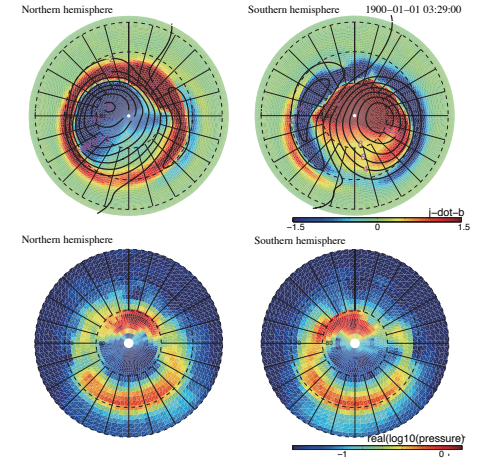 Northern hemisphere
Southern hemisphere 1900-01-01 03:29:00
j-dot-b
-1.5 0 1.5
Northern hemisphere
Southern hemisphere
real(log10(pressure)
-1 0